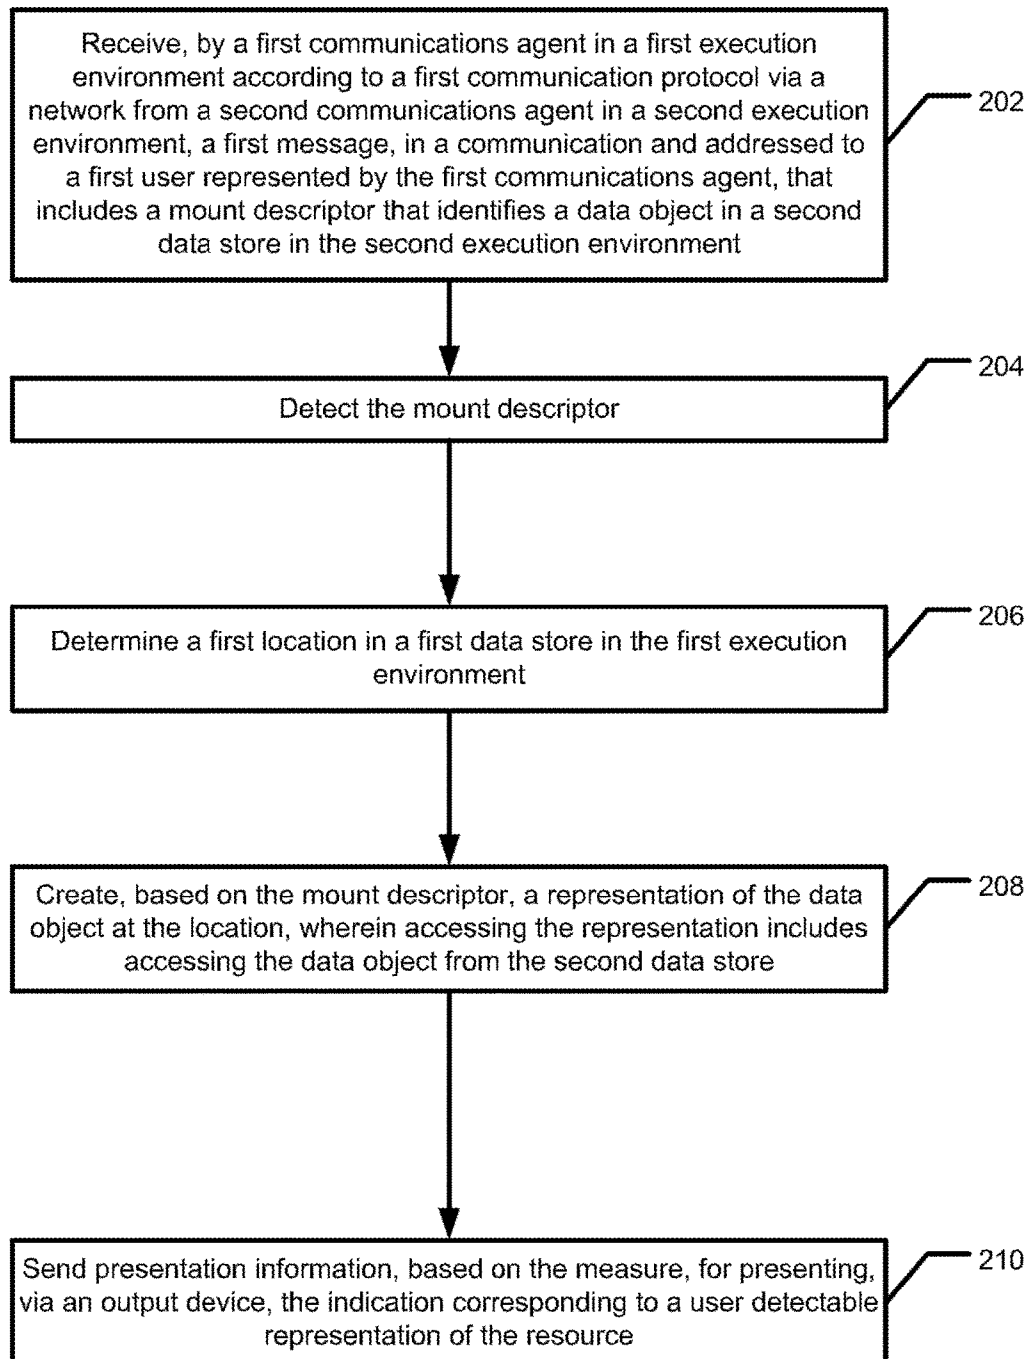 Receive, by a first communications agent in a first execution
environment according to a first communication protocol via a
network from a second communications agent in a second execution
environment, a first message, in a communication and addressed to
a first user represented by the first communications agent, that
includes a mount descriptor that identifies a data object in a second
data store in the second execution environment
202
204
Detect the mount descriptor
206
Determine a first location in a first data store in the first execution
environment
208
Create, based on the mount descriptor, a representation of the data
object at the location, wherein accessing the representation includes
accessing the data object from the second data store
210
Send presentation information, based on the measure, for presenting,
via an output device, the indication corresponding to a user detectable
representation of the resource